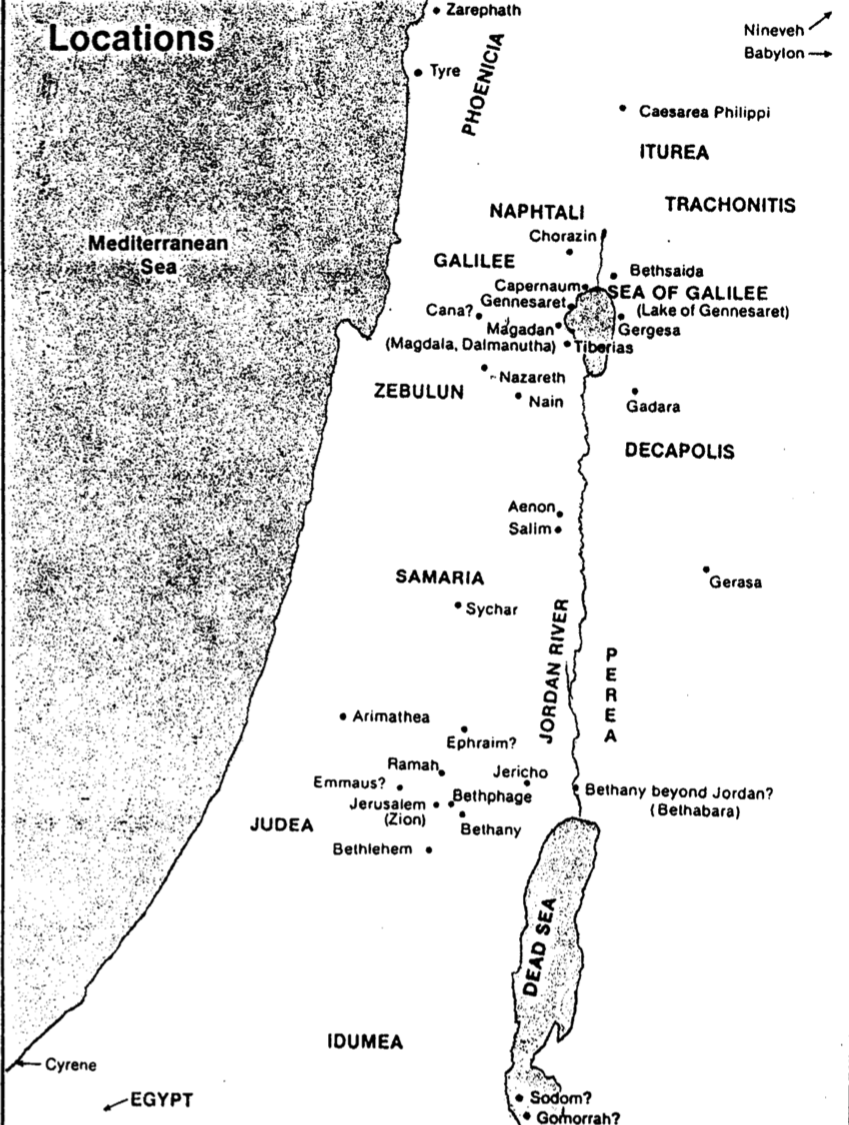 Locations
Zarephath
Nineveh
Babylon
Tyre
PHOENICIA
Caesarea Philippi
ITUREA
NAPHTALI
TRACHONITIS
Chorazin
Mediterranean
Sea
GALILEE
Bethsaida
Capernaum
SEA OF GALILEE
Gennesaret
(Lake of Gennesaret)
Cana?
Magadan
Gergesa
(Magdala, Dalmanutha)
Tiberias
Nazareth
ZEBULUN
Nain
Gadara
DECAPOLIS
Aenon
Salim
SAMARIA
Gerasa
Sychar
JORDAN RIVER
PEREA
Arimathea
Ephraim?
Ramah
Jericho
Emmaus?
Bethphage
Bethany beyond Jordan?
(Bethabara)
Jerusalem
(Zion)
JUDEA
Bethany
Bethlehem
DEAD SEA
IDUMEA
Cyrene
EGYPT
Sodom?
Gomorrah?